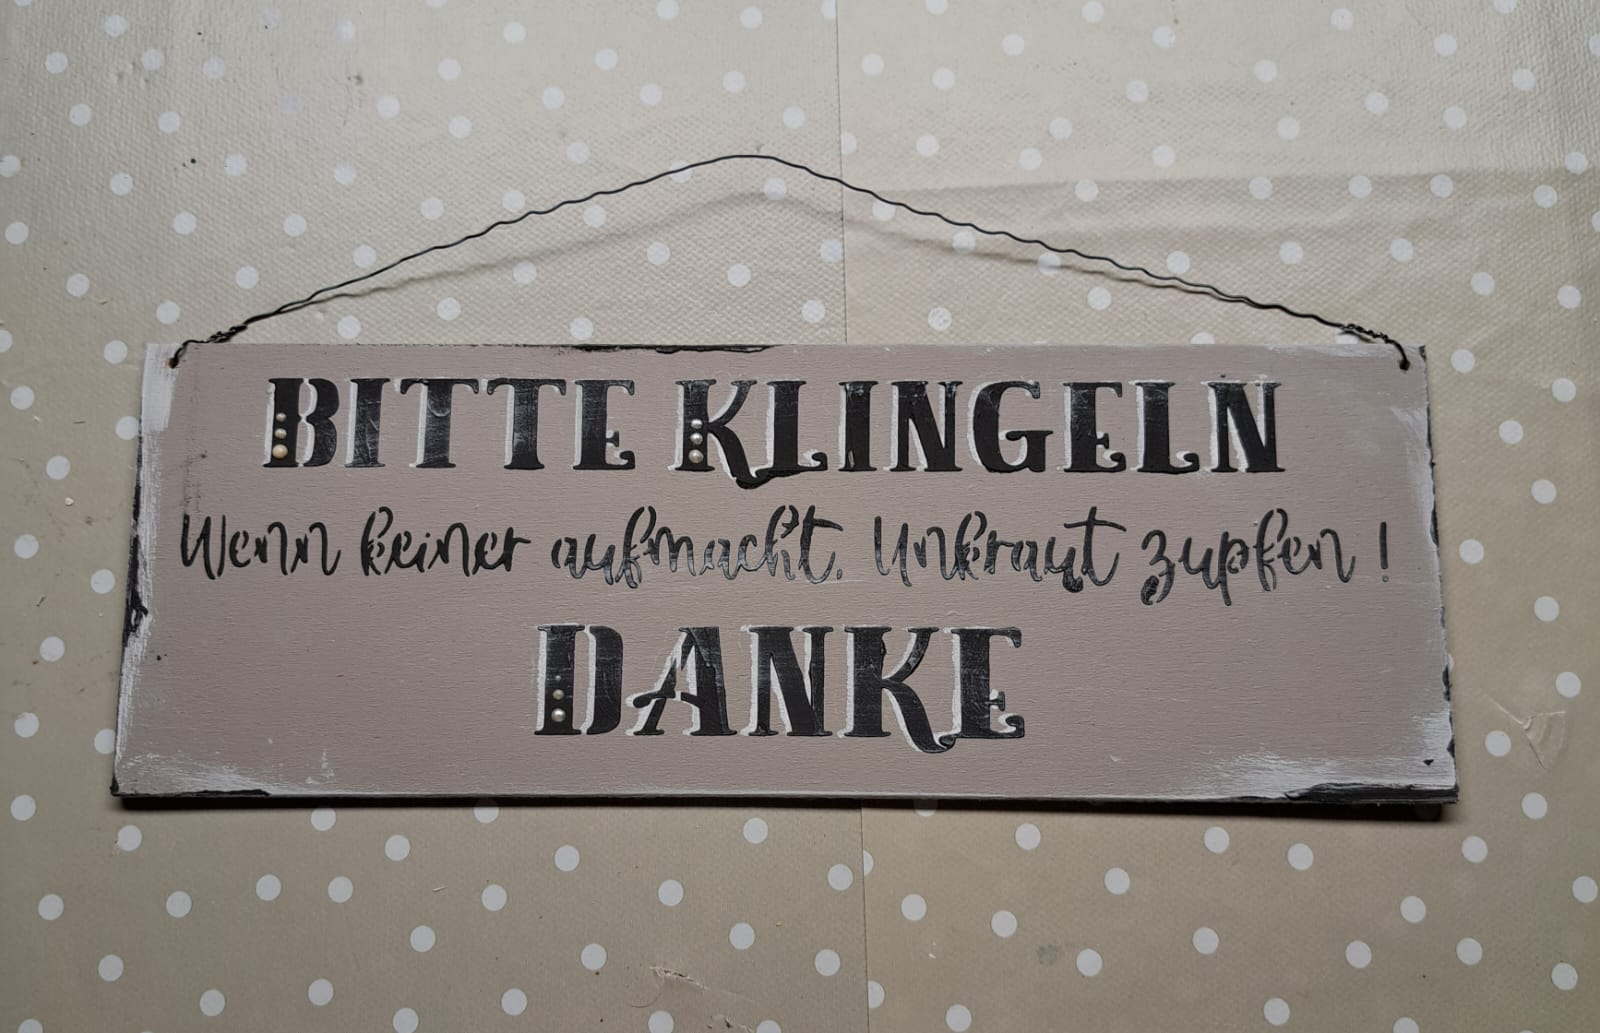 BITTE KLINGELN
Wenn keiner aufmacht. Unkraut zupfen!
DANKE